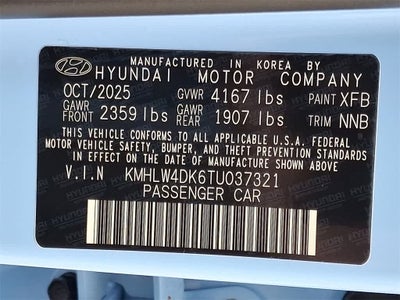 MANUFACTURED IN KOREA BY
HYUNDAI MOTOR COMPANY
OCT/2025 GVWR 4167 lbs PAINT XFB
GAWR FRONT 2359 lbs GAWR REAR 1907 lbs TRIM NNB
THIS VEHICLE CONFORMS TO ALL APPLICABLE U.S.A. FEDERAL
MOTOR VEHICLE SAFETY, BUMPER, AND THEFT PREVENTION STANDARDS
IN EFFECT ON THE DATE OF MANUFACTURE SHOWN ABOVE.
V.I.N KMHLW4DK6TU037321
PASSENGER CAR